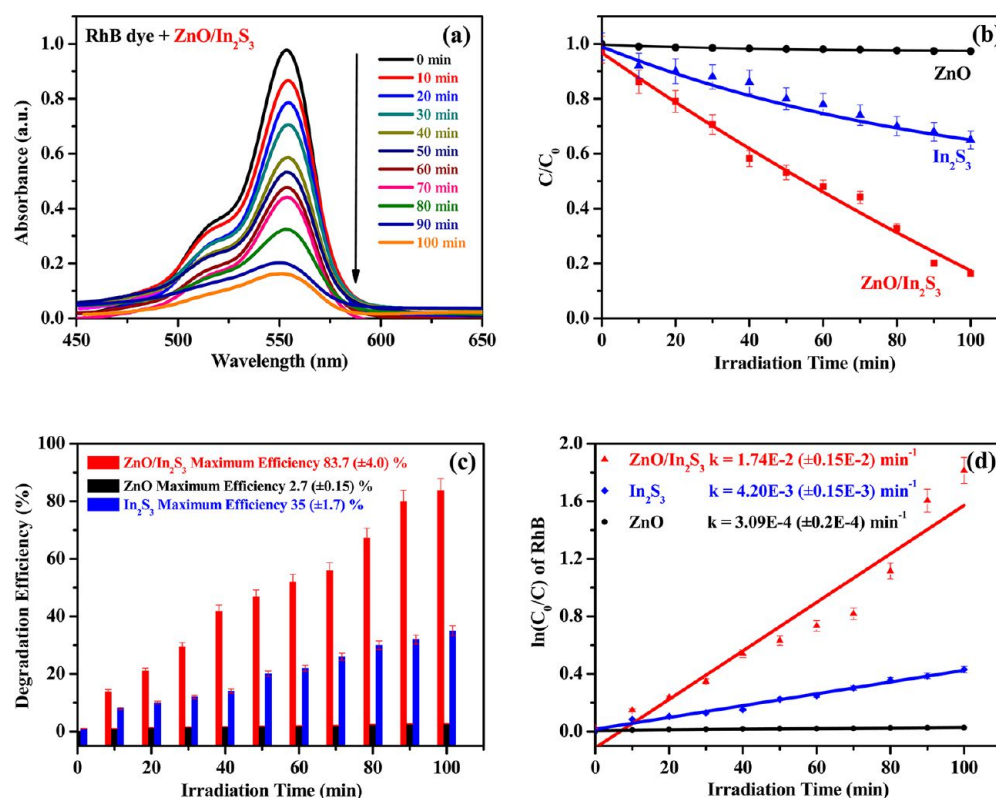 RhB dye + ZnO/In₂S₃ (a)
0 min
10 min
20 min
30 min
40 min
50 min
60 min
70 min
80 min
90 min
100 min
Absorbance (a.u.)
1.0
0.8
0.6
0.4
0.2
0.0
450 500 550 600 650
Wavelength (nm)
(b)
ZnO
In₂S₃
ZnO/In₂S₃
C/C₀
1.0
0.8
0.6
0.4
0.2
0.0
0 20 40 60 80 100
Irradiation Time (min)
(c)
ZnO/In₂S₃ Maximum Efficiency 83.7 (±4.0) %
ZnO Maximum Efficiency 2.7 (±0.15) %
In₂S₃ Maximum Efficiency 35 (±1.7) %
Degradation Efficiency (%)
100
80
60
40
20
0
0 20 40 60 80 100
Irradiation Time (min)
(d)
ZnO/In₂S₃ k = 1.74E-2 (±0.15E-2) min⁻¹
In₂S₃ k = 4.20E-3 (±0.15E-3) min⁻¹
ZnO k = 3.09E-4 (±0.2E-4) min⁻¹
ln(C₀/C) of RhB
2.0
1.6
1.2
0.8
0.4
0.0
0 20 40 60 80 100
Irradiation Time (min)